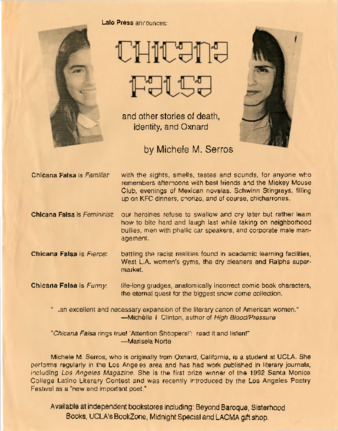 Lalo Press announces:
CHICANA
FALSA
and other stories of death,
identity, and Oxnard
by Michele M. Serros
Chicana Falsa is Familiar: with the sights, smells, tastes and sounds, for anyone who
remembers afternoons with best friends and the Mickey Mouse
Club, evenings of Mexican novelas, Schwinn Stingrays, filling
up on KFC dinners, chorizo, and of course, chicharrones.
Chicana Falsa is Feminist: our heroines refuse to swallow and cry later but rather learn
how to bite hard and laugh last while taking on neighborhood
bullies, men with phallic car speakers, and corporate male man-
agement.
Chicana Falsa is Fierce: battling the racist realities found in academic learning facilities,
West L.A. women's gyms, the dry cleaners and Ralphs super-
market.
Chicana Falsa is Funny: life-long grudges, anatomically incorrect comic book characters,
the eternal quest for the biggest snow cone collection.
"..an excellent and necessary expansion of the literary canon of American women."
—Michelle T. Clinton, author of High Blood/Pressure
"Chicana Falsa rings true! 'Attention Shoppers!': read it and listen!"
—Marisela Norte
Michele M. Serros, who is originally from Oxnard, California, is a student at UCLA. She
performs regularly in the Los Angeles area and has had work published in literary journals,
including Los Angeles Magazine. She is the first prize winner of the 1992 Santa Monica
College Latino Literary Contest and was recently introduced by the Los Angeles Poetry
Festival as a "new and important poet."
Available at independent bookstores including: Beyond Baroque, Sisterhood
Books, UCLA's BookZone, Midnight Special and LACMA gift shop.